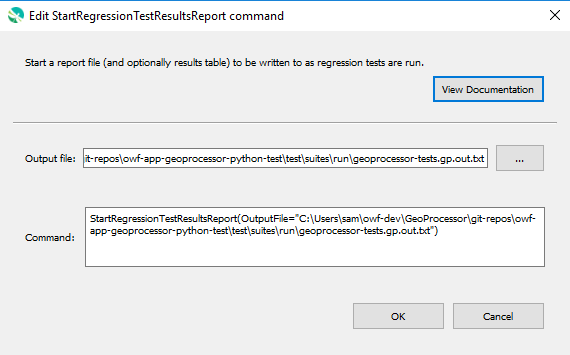 Edit StartRegressionTestResultsReport command
Start a report file (and optionally results table) to be written to as regression tests are run.
View Documentation
Output file: it-repos\owf-app-geoprocessor-python-test\test\suites\run\geoprocessor-tests.gp.out.txt ...
StartRegressionTestResultsReport(OutputFile="C:\Users\sam\owf-dev\GeoProcessor\git-repos\owf-
app-geoprocessor-python-test\test\suites\run\geoprocessor-tests.gp.out.txt")
Command:
OK Cancel